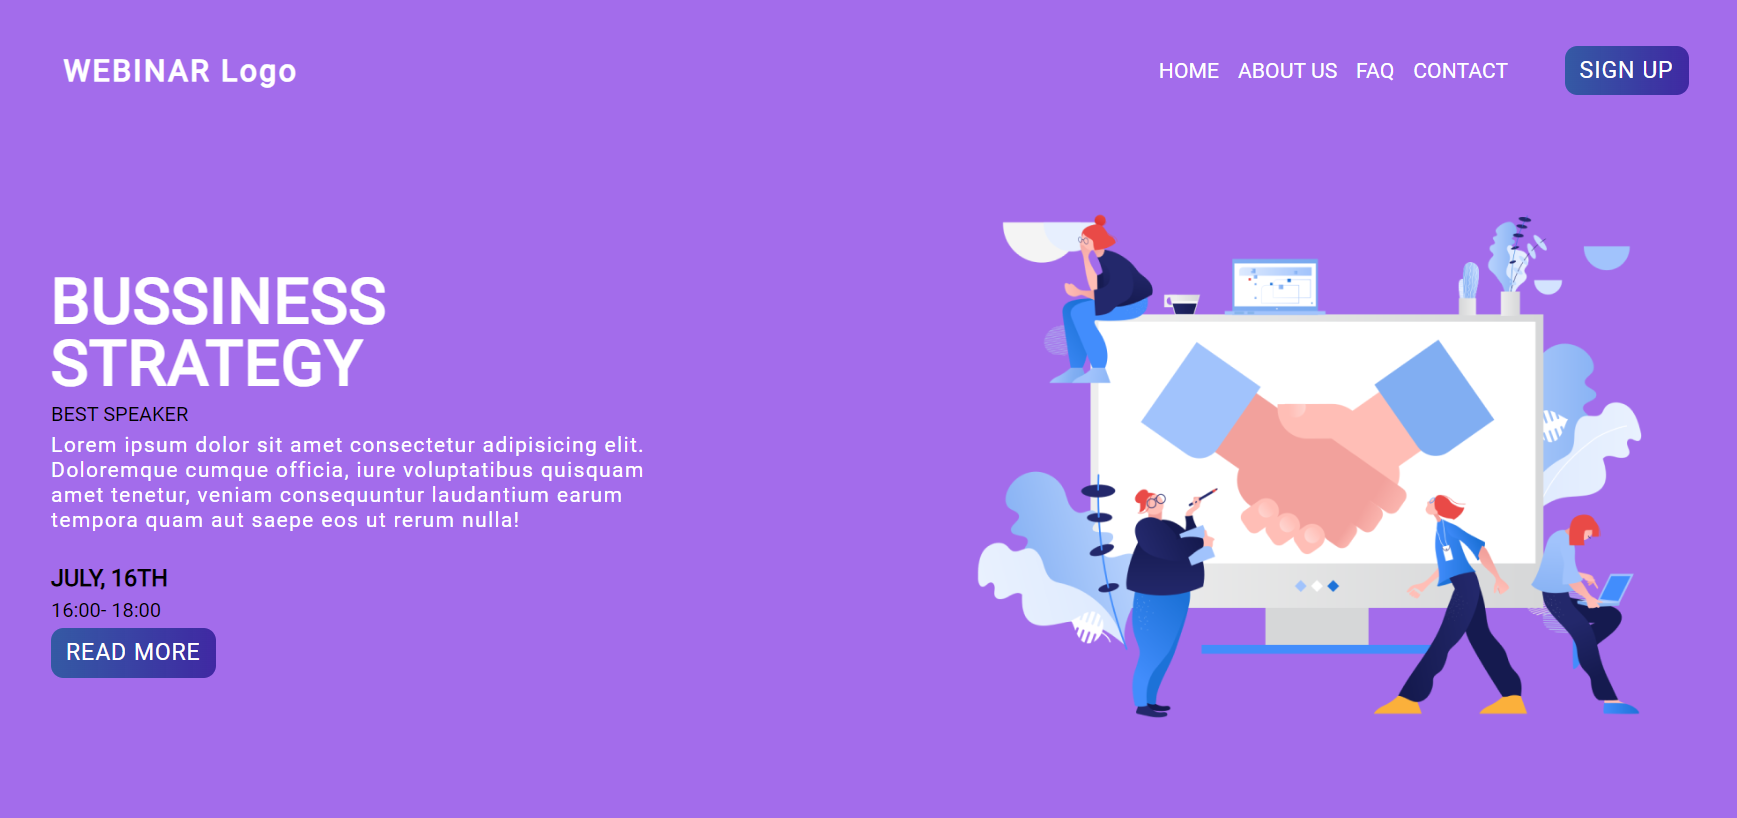 WEBINAR Logo
HOME ABOUT US FAQ CONTACT SIGN UP
BUSSINESS
STRATEGY
BEST SPEAKER
Lorem ipsum dolor sit amet consectetur adipisicing elit.
Doloremque cumque officia, iure voluptatibus quisquam
amet tenetur, veniam consequuntur laudantium earum
tempora quam aut saepe eos ut rerum nulla!
JULY, 16TH
16:00- 18:00
READ MORE